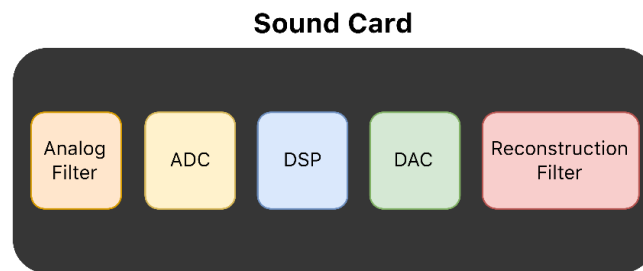 Sound Card
Analog
Filter
ADC
DSP
DAC
Reconstruction
Filter